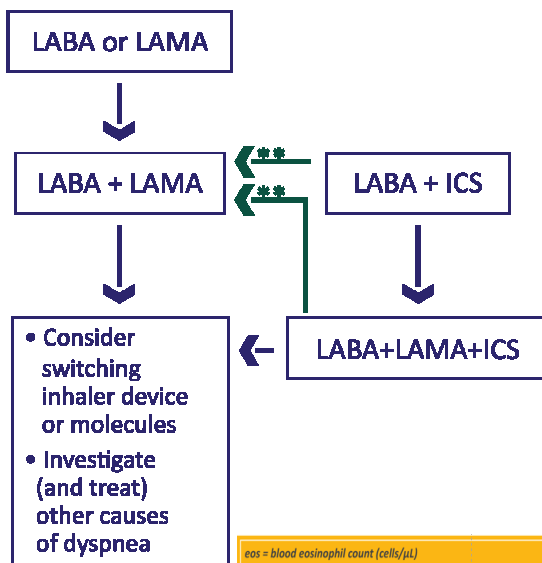 LABA or LAMA
**
LABA + LAMA
LABA + ICS
**
• Consider
switching
inhaler device
or molecules
• Investigate
(and treat)
other causes
of dyspnea
LABA+LAMA+ICS
eos = blood eosinophil count (cells/µL)